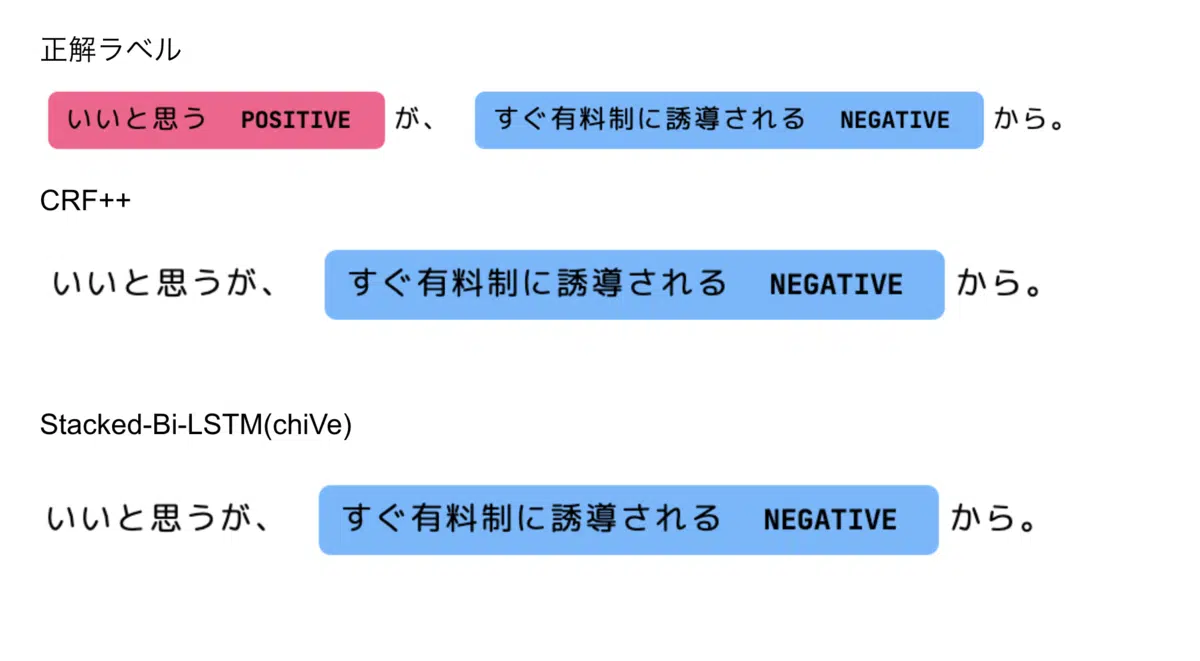 正解ラベル
いいと思う POSITIVE が、 すぐ有料制に誘導される NEGATIVE から。
CRF++
いいと思うが、 すぐ有料制に誘導される NEGATIVE から。
Stacked-Bi-LSTM(chiVe)
いいと思うが、 すぐ有料制に誘導される NEGATIVE から。